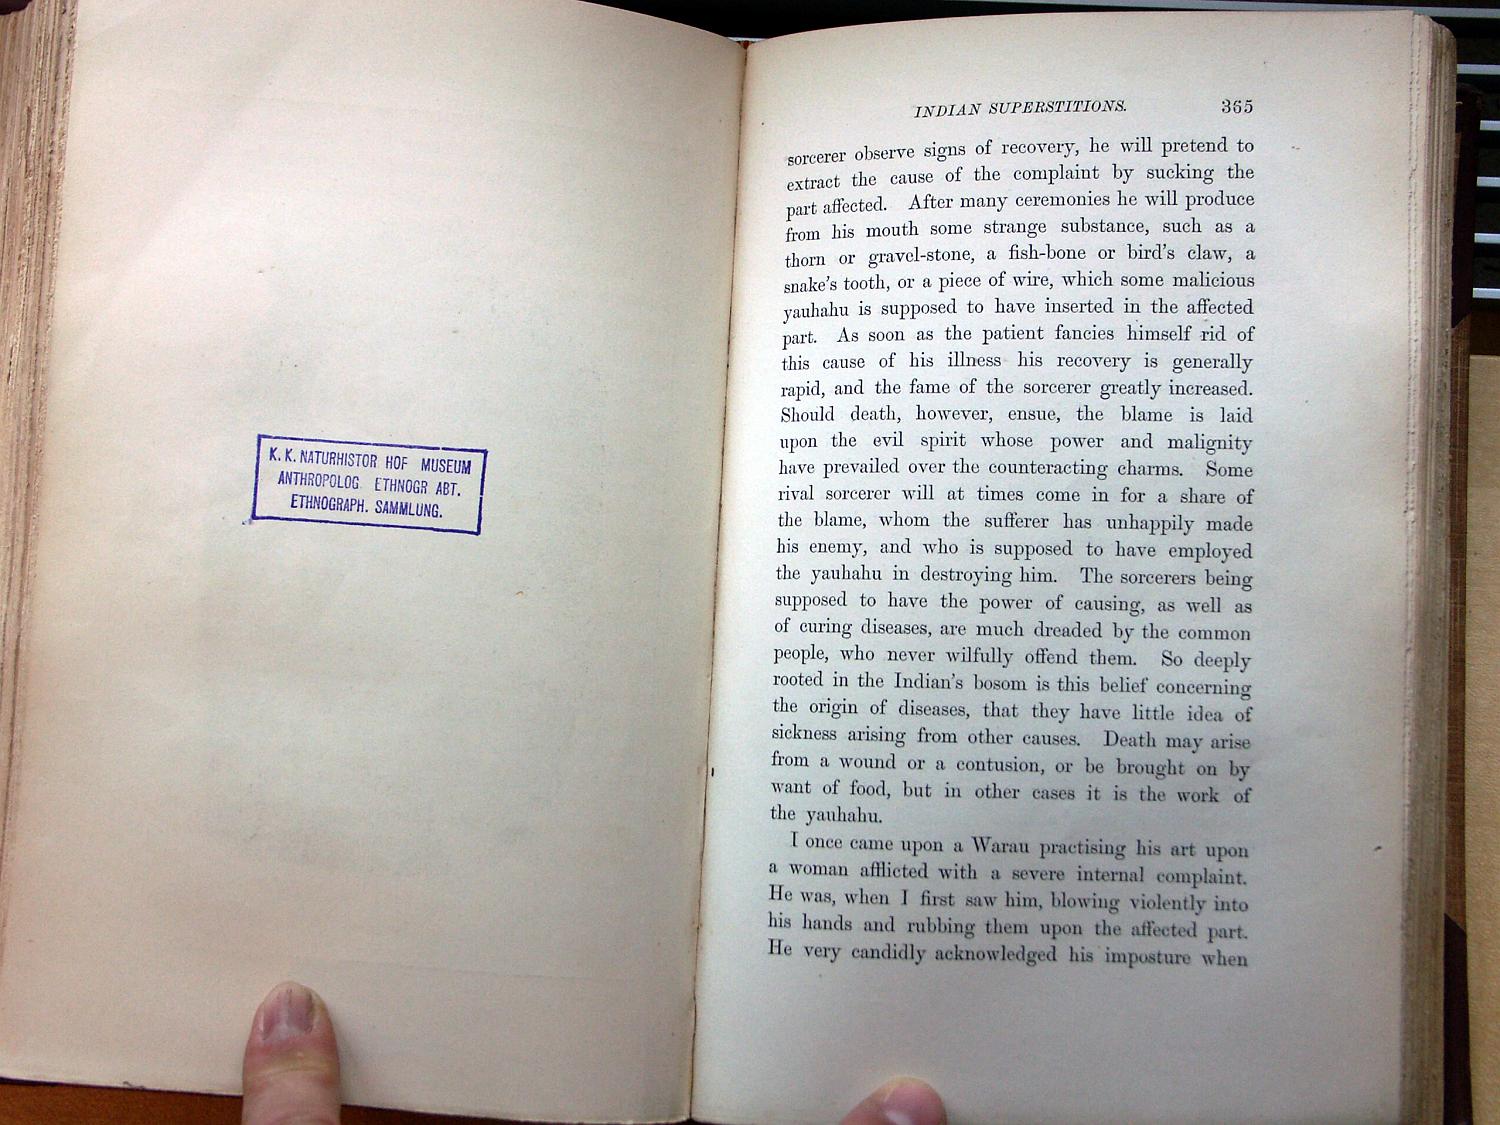 K. K. NATURHISTOR HOF MUSEUM
ANTHROPOLOG. ETHNOGR ABT.
ETHNOGRAPH. SAMMLUNG.
INDIAN SUPERSTITIONS. 365
sorcerer observe signs of recovery, he will pretend to
extract the cause of the complaint by sucking the
part affected. After many ceremonies he will produce
from his mouth some strange substance, such as a
thorn or gravel-stone, a fish-bone or bird's claw, a
snake's tooth, or a piece of wire, which some malicious
yauhahu is supposed to have inserted in the affected
part. As soon as the patient fancies himself rid of
this cause of his illness his recovery is generally
rapid, and the fame of the sorcerer greatly increased.
Should death, however, ensue, the blame is laid
upon the evil spirit whose power and malignity
have prevailed over the counteracting charms. Some
rival sorcerer will at times come in for a share of
the blame, whom the sufferer has unhappily made
his enemy, and who is supposed to have employed
the yauhahu in destroying him. The sorcerers being
supposed to have the power of causing, as well as
of curing diseases, are much dreaded by the common
people, who never wilfully offend them. So deeply
rooted in the Indian's bosom is this belief concerning
the origin of diseases, that they have little idea of
sickness arising from other causes. Death may arise
from a wound or a contusion, or be brought on by
want of food, but in other cases it is the work of
the yauhahu.
I once came upon a Warau practising his art upon
a woman afflicted with a severe internal complaint.
He was, when I first saw him, blowing violently into
his hands and rubbing them upon the affected part.
He very candidly acknowledged his imposture when